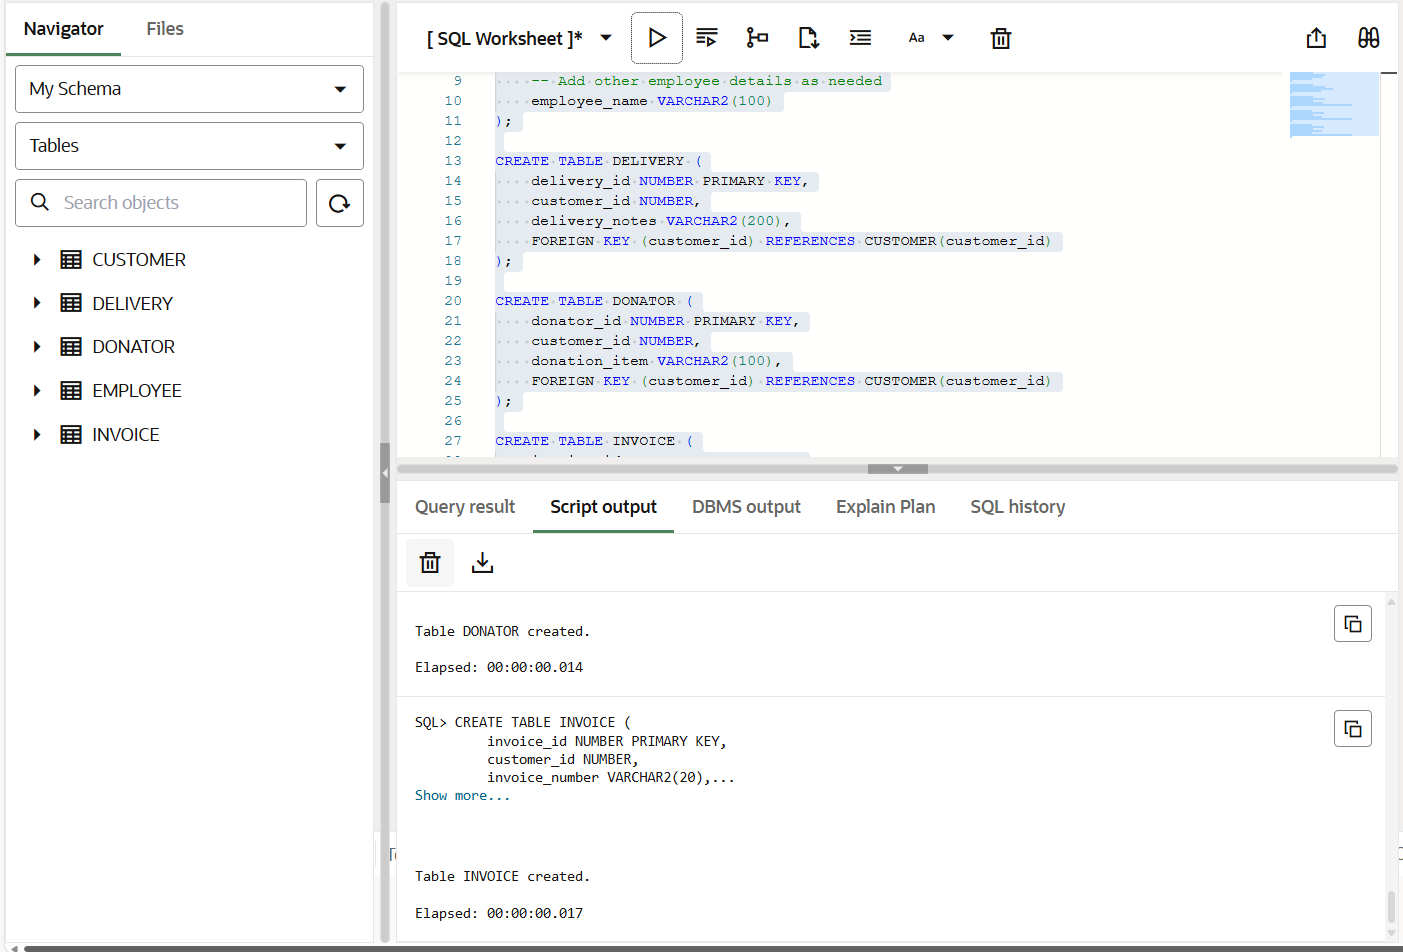 Navigator Files
My Schema
Tables
Search objects
CUSTOMER
DELIVERY
DONATOR
EMPLOYEE
INVOICE
[ SQL Worksheet ]* Aa
9 -- Add other employee details as needed
10 employee_name VARCHAR2(100)
11 );
12
13 CREATE TABLE DELIVERY (
14 delivery_id NUMBER PRIMARY KEY,
15 customer_id NUMBER,
16 delivery_notes VARCHAR2(200),
17 FOREIGN KEY (customer_id) REFERENCES CUSTOMER(customer_id)
18 );
19
20 CREATE TABLE DONATOR (
21 donator_id NUMBER PRIMARY KEY,
22 customer_id NUMBER,
23 donation_item VARCHAR2(100),
24 FOREIGN KEY (customer_id) REFERENCES CUSTOMER(customer_id)
25 );
26
27 CREATE TABLE INVOICE (
Query result Script output DBMS output Explain Plan SQL history
Table DONATOR created.
Elapsed: 00:00:00.014
SQL> CREATE TABLE INVOICE (
invoice_id NUMBER PRIMARY KEY,
customer_id NUMBER,
invoice_number VARCHAR2(20),...
Show more...
Table INVOICE created.
Elapsed: 00:00:00.017